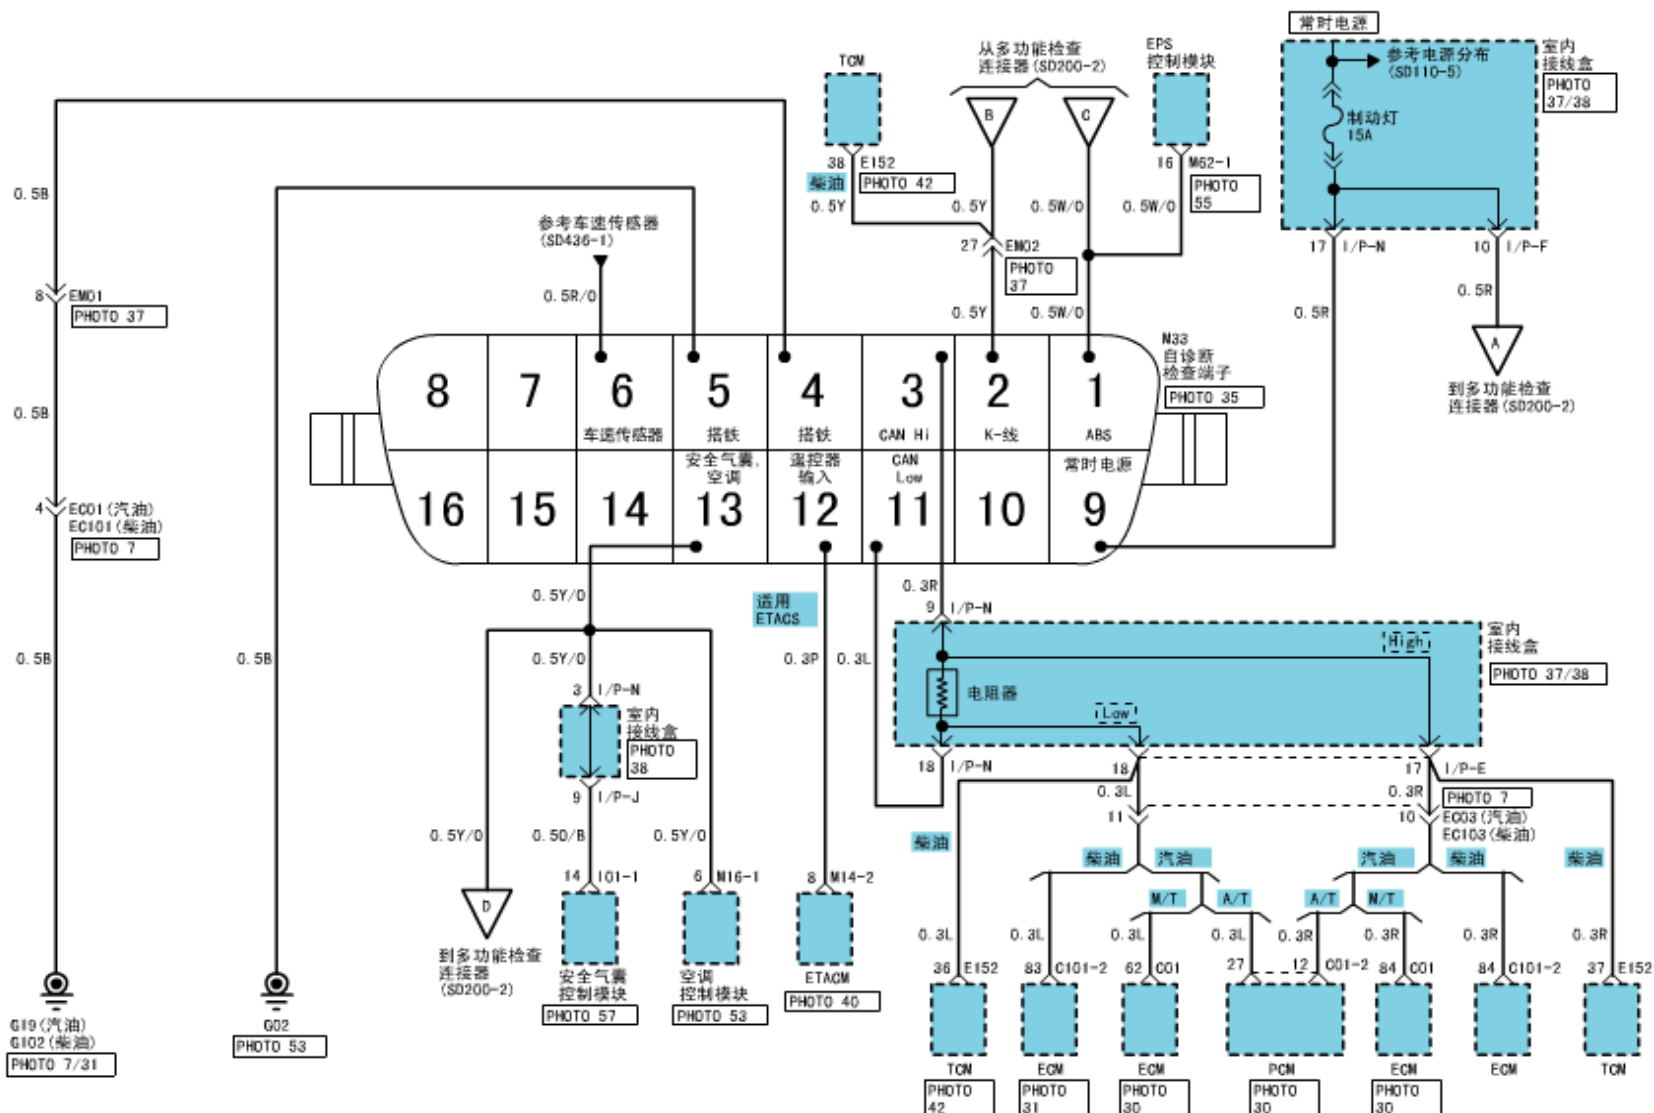 常时电源
参考电源分布
(SD110-5)
制动灯
15A
室内
接线盒
PHOTO
37/38
17 I/P-N
10 I/P-F
0.5R
0.5R
A
到多功能检查
连接器(SD200-2)
TCM
38 E152
柴油
PHOTO 42
0.5Y
从多功能检查
连接器(SD200-2)
B
C
EPS
控制模块
16 M62-1
PHOTO
55
0.5Y
0.5W/O
0.5W/O
27 EM02
PHOTO
37
0.5Y
0.5W/O
参考车速传感器
(SD436-1)
0.5R/O
0.5B
8 EM01
PHOTO 37
0.5B
4 EC01(汽油)
EC101(柴油)
PHOTO 7
0.5B
0.5B
G19(汽油)
G102(柴油)
PHOTO 7/31
G02
PHOTO 53
M33
自诊断
检查端子
PHOTO 35
8 7 6 5 4 3 2 1
车速传感器 搭铁 搭铁 CAN Hi K-线 ABS
安全气囊,
空调
遥控器
输入
CAN
Low
常时电源
16 15 14 13 12 11 10 9
0.5Y/O
0.5Y/O
3 I/P-N
室内
接线盒
PHOTO
38
9 I/P-J
0.5Y/O
0.5O/B
0.5Y/O
14 I01-1
6 M16-1
8 M14-2
D
到多功能检查
连接器
(SD200-2)
安全气囊
控制模块
PHOTO 57
空调
控制模块
PHOTO 53
ETACM
PHOTO 40
适用
ETACS
0.3P
0.3L
0.3R
9 I/P-N
High
电阻器
Low
室内
接线盒
PHOTO 37/38
18 I/P-N
18
17 I/P-E
0.3L
0.3R
PHOTO 7
11
10 EC03(汽油)
EC103(柴油)
柴油
柴油
汽油
汽油
柴油
柴油
M/T
A/T
A/T
M/T
0.3L
0.3L
0.3L
0.3L
0.3R
0.3R
0.3R
0.3R
36 E152
83 C101-2
62 C01
27
12 C01-2
84 C01
84 C101-2
37 E152
TCM
PHOTO
42
ECM
PHOTO
31
ECM
PHOTO
30
PCM
PHOTO
30
ECM
PHOTO
30
ECM
TCM